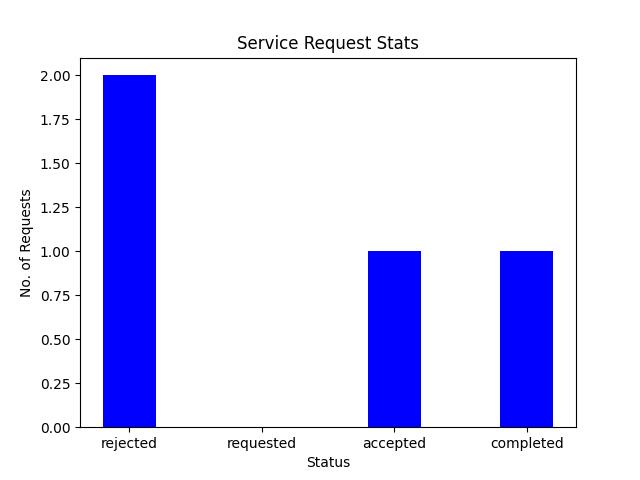 Service Request Stats
No. of Requests
2.00
1.75
1.50
1.25
1.00
0.75
0.50
0.25
0.00
rejected requested accepted completed
Status